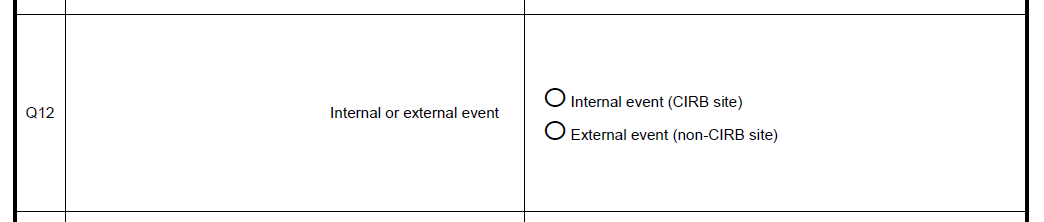 Q12
Internal or external event
Internal event (CIRB site)
External event (non-CIRB site)